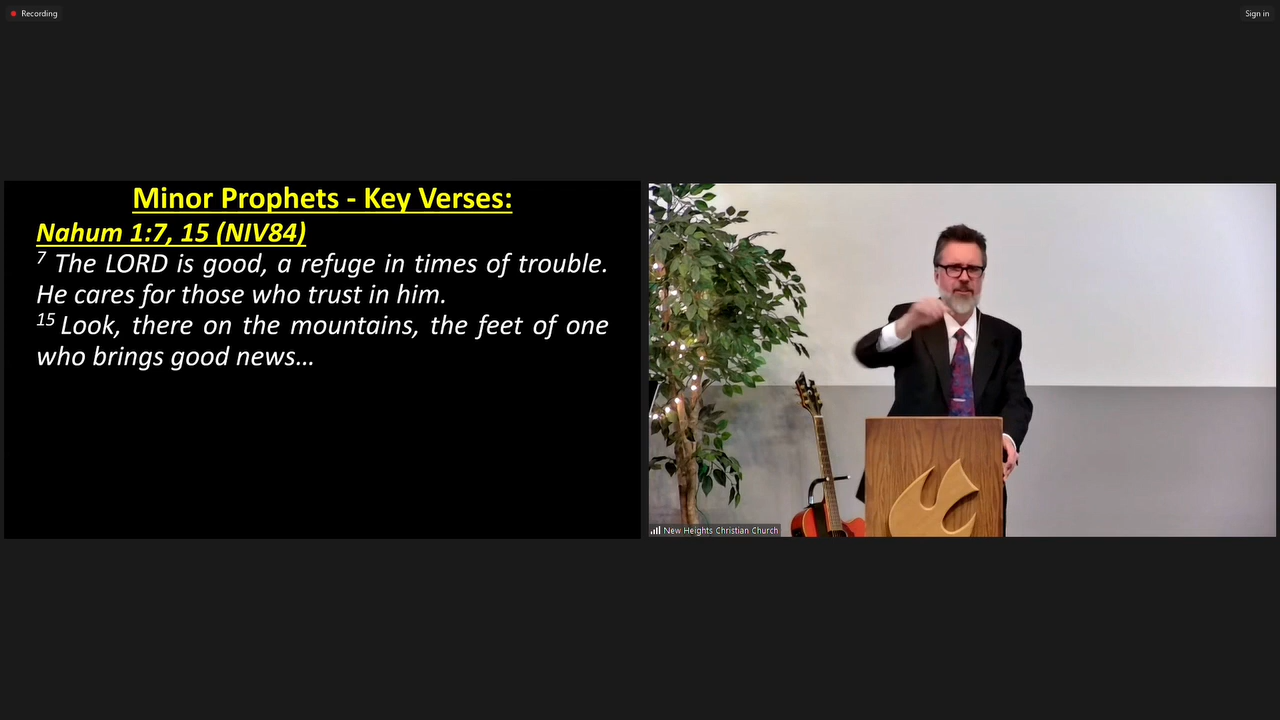 Recording
Sign in
Minor Prophets - Key Verses:
Nahum 1:7, 15 (NIV84)
7 The LORD is good, a refuge in times of trouble.
He cares for those who trust in him.
15 Look, there on the mountains, the feet of one
who brings good news…
New Heights Christian Church